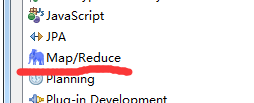 JavaScript
JPA
Map/Reduce
Planning
Plug-in Development